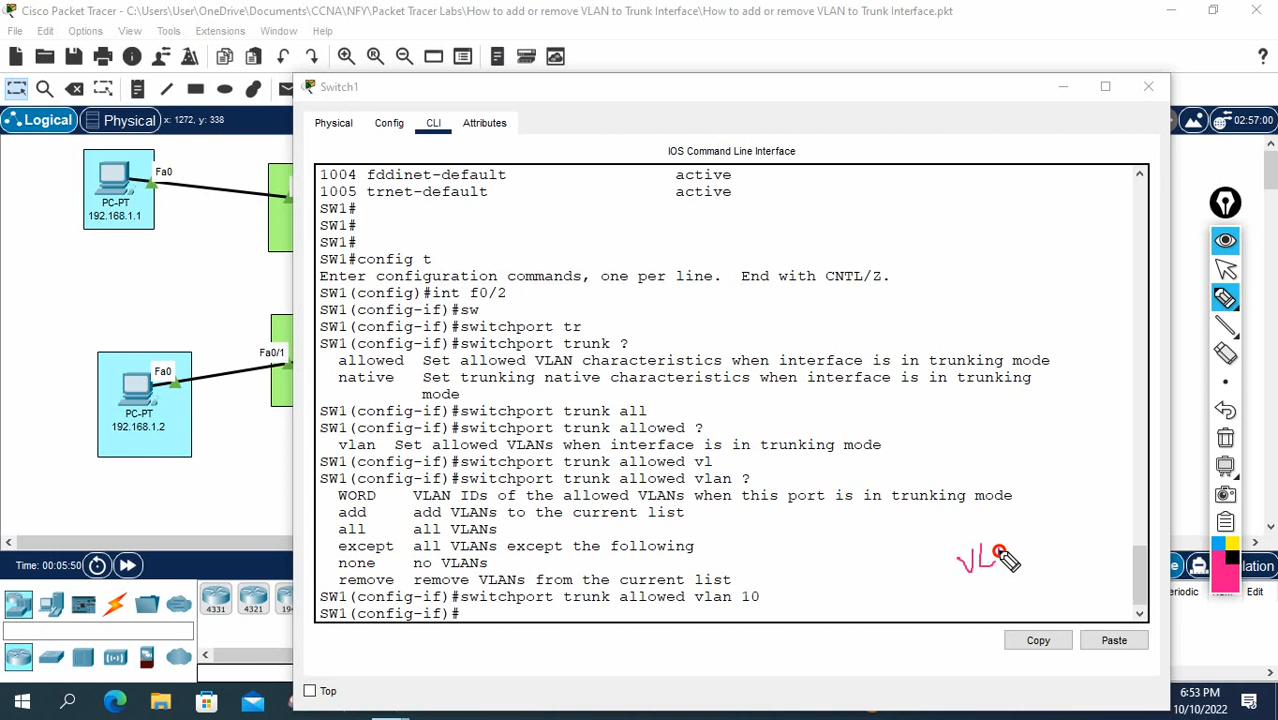 Cisco Packet Tracer - C:\Users\User\OneDrive\Documents\CCNA\NFY\Packet Tracer Labs\How to add or remove VLAN to Trunk Interface\How to add or remove VLAN to Trunk Interface.pkt
File Edit Options View Tools Extensions Window Help
Logical Physical x: 1272, y: 338
02:57:00
Switch1
Physical Config CLI Attributes
IOS Command Line Interface
1004 fddinet-default active
1005 trnet-default active
SW1#
SW1#
SW1#
SW1#config t
Enter configuration commands, one per line. End with CNTL/Z.
SW1(config)#int f0/2
SW1(config-if)#sw
SW1(config-if)#switchport tr
SW1(config-if)#switchport trunk ?
allowed Set allowed VLAN characteristics when interface is in trunking mode
native Set trunking native characteristics when interface is in trunking
mode
SW1(config-if)#switchport trunk all
SW1(config-if)#switchport trunk allowed ?
vlan Set allowed VLANs when interface is in trunking mode
SW1(config-if)#switchport trunk allowed vl
SW1(config-if)#switchport trunk allowed vlan ?
WORD VLAN IDs of the allowed VLANs when this port is in trunking mode
add add VLANs to the current list
all all VLANs
except all VLANs except the following
none no VLANs
remove remove VLANs from the current list
SW1(config-if)#switchport trunk allowed vlan 10
SW1(config-if)#
VL
Copy Paste
Top
Fa0
PC-PT
192.168.1.1
Fa0/1
Fa0
PC-PT
192.168.1.2
Time: 00:05:50
4331 4321
Edit
6:53 PM
10/10/2022